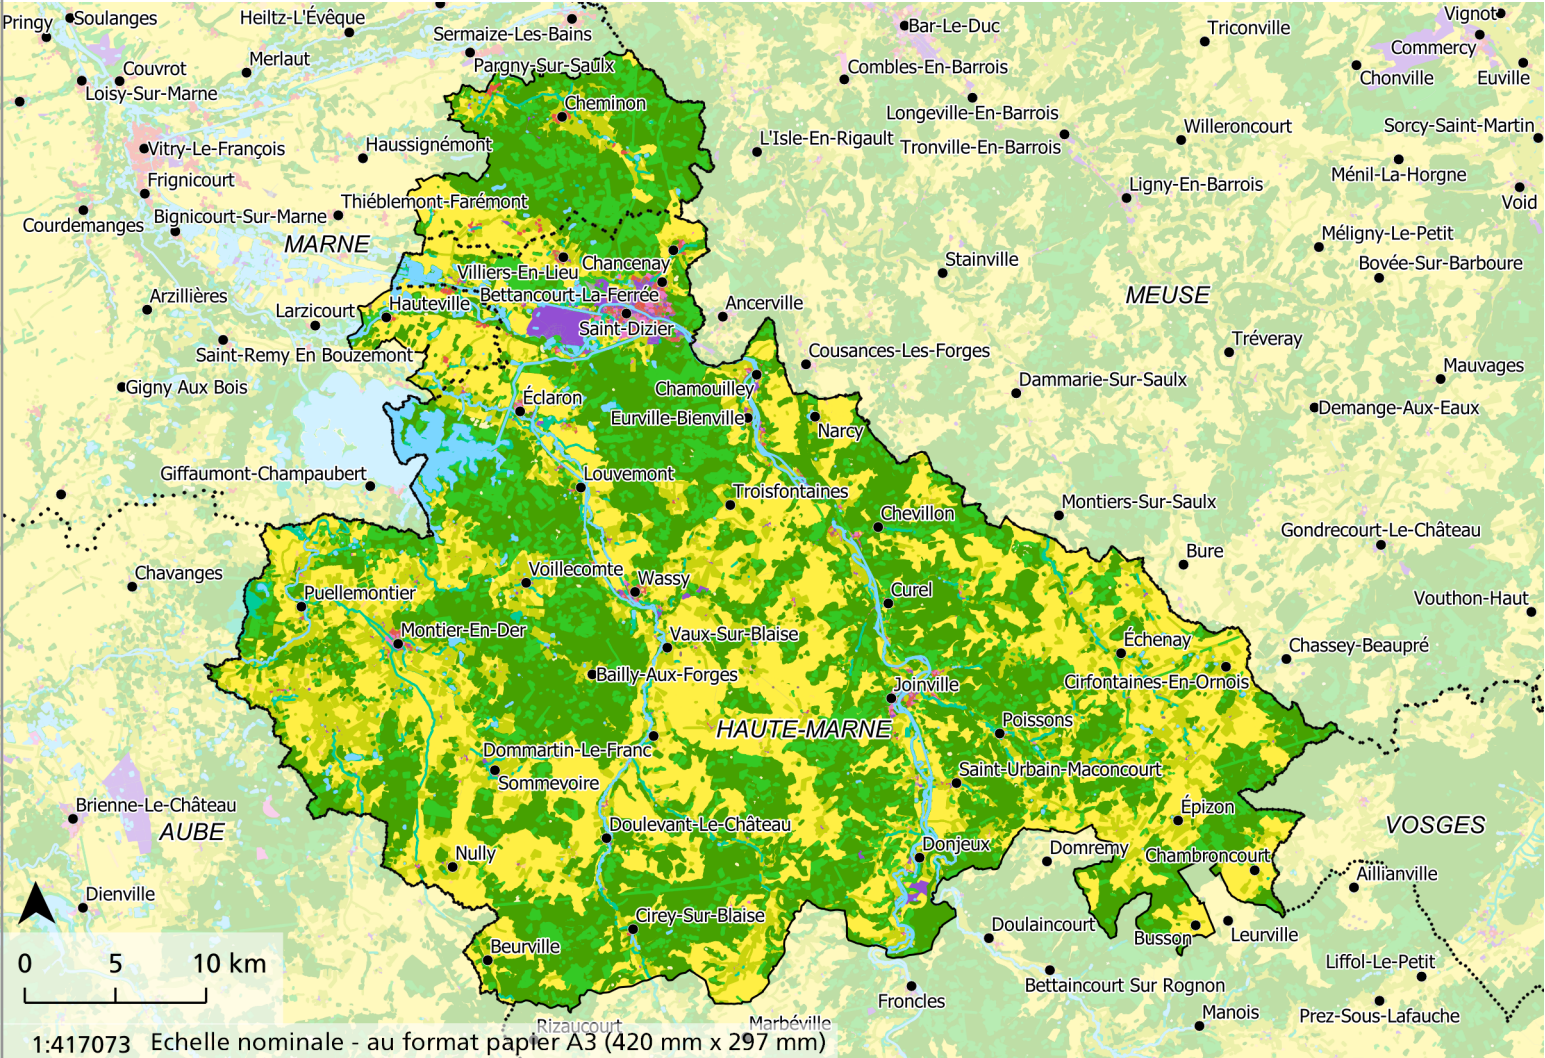 Pringy
Soulanges
Heiltz-L'Évêque
Sermaize-Les-Bains
Bar-Le-Duc
Triconville
Vignot
Commercy
Couvrot
Merlaut
Pargny-Sur-Saulx
Combles-En-Barrois
Chonville
Euville
Loisy-Sur-Marne
Cheminon
Longeville-En-Barrois
Willeroncourt
Sorcy-Saint-Martin
Vitry-Le-François
Haussignémont
L'Isle-En-Rigault
Tronville-En-Barrois
Frignicourt
Ligny-En-Barrois
Ménil-La-Horgne
Void
Courdemanges
Bignicourt-Sur-Marne
Thiéblemont-Farémont
MARNE
Méligny-Le-Petit
Villiers-En-Lieu
Chancenay
Stainville
Bovée-Sur-Barboure
Arzillières
Larzicourt
Hauteville
Bettancourt-La-Ferrée
Ancerville
MEUSE
Saint-Dizier
Tréveray
Saint-Remy En Bouzemont
Cousances-Les-Forges
Mauvages
Gigny Aux Bois
Éclaron
Chamouilley
Dammarie-Sur-Saulx
Demange-Aux-Eaux
Eurville-Bienville
Narcy
Giffaumont-Champaubert
Louvemont
Troisfontaines
Chevillon
Montiers-Sur-Saulx
Gondrecourt-Le-Château
Chavanges
Voillecomte
Wassy
Bure
Puellemontier
Curel
Vouthon-Haut
Montier-En-Der
Vaux-Sur-Blaise
Échenay
Chassey-Beaupré
Bailly-Aux-Forges
Joinville
Cirfontaines-En-Ornois
HAUTE-MARNE
Poissons
Dommartin-Le-Franc
Sommevoire
Saint-Urbain-Maconcourt
Brienne-Le-Château
AUBE
Épizon
VOSGES
Doulevant-Le-Château
Nully
Donjeux
Domremy
Chambroncourt
Aillianville
Dienville
Cirey-Sur-Blaise
Doulaincourt
Busson
Leurville
Beurville
Liffol-Le-Petit
Froncles
Bettaincourt Sur Rognon
Manois
Prez-Sous-Lafauche
Rizaucourt
Marbéville
0 5 10 km
1:417073 Echelle nominale - au format papier A3 (420 mm x 297 mm)